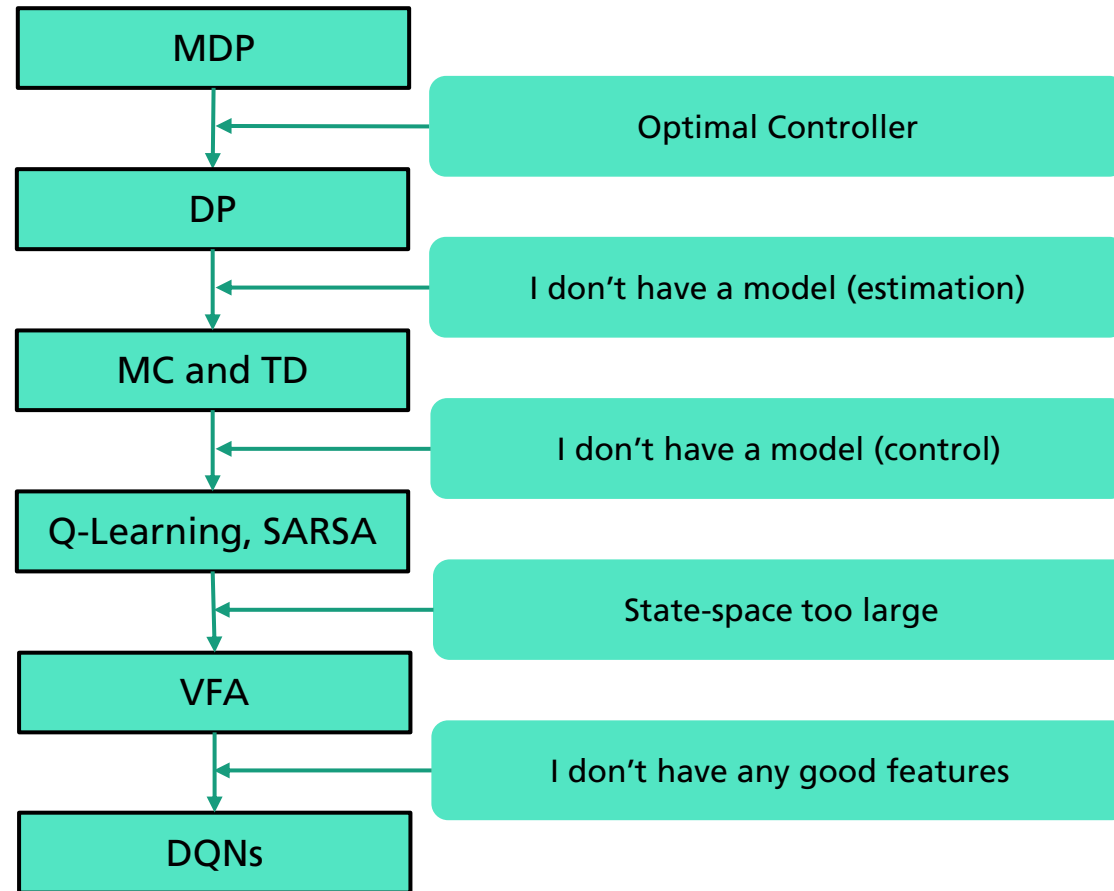 MDP
Optimal Controller
DP
I don’t have a model (estimation)
MC and TD
I don’t have a model (control)
Q-Learning, SARSA
State-space too large
VFA
I don’t have any good features
DQNs